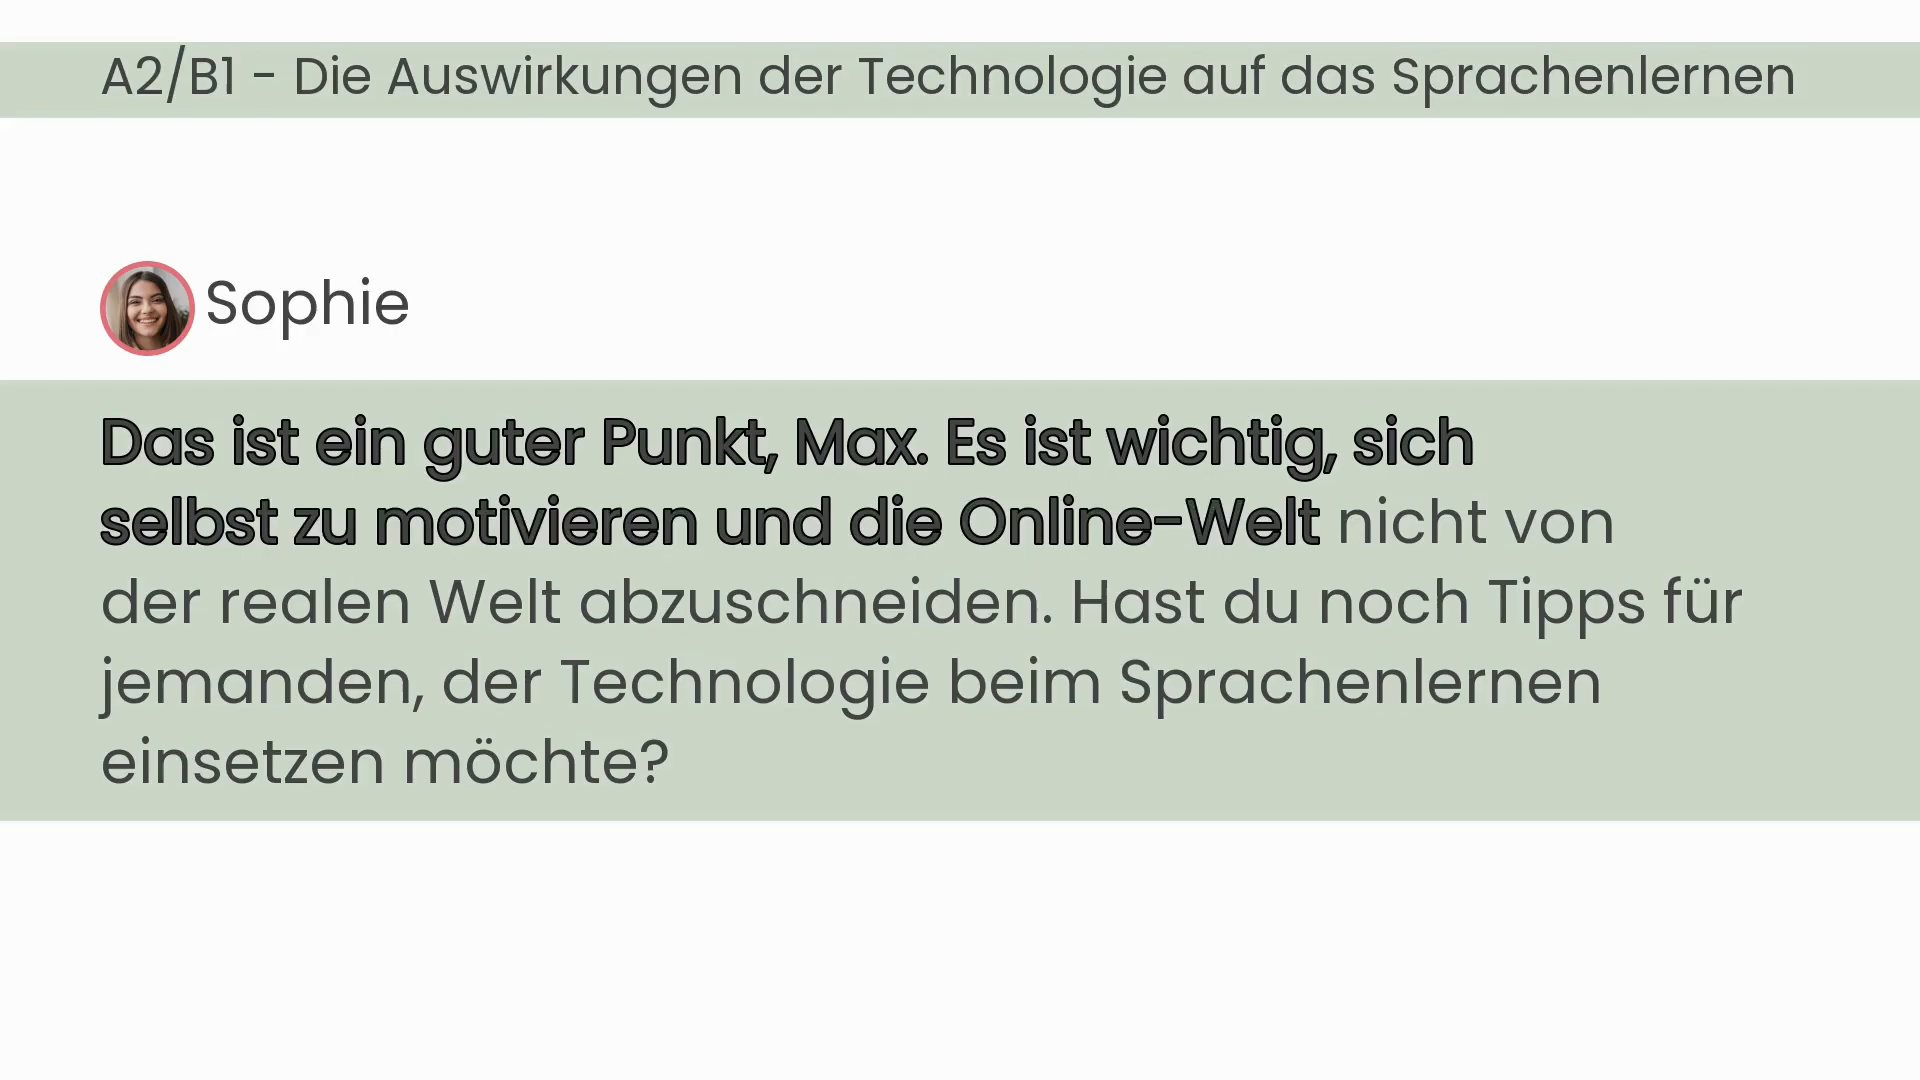 A2/B1 - Die Auswirkungen der Technologie auf das Sprachenlernen
Sophie
Das ist ein guter Punkt, Max. Es ist wichtig, sich
selbst zu motivieren und die Online-Welt nicht von
der realen Welt abzuschneiden. Hast du noch Tipps für
jemanden, der Technologie beim Sprachenlernen
einsetzen möchte?